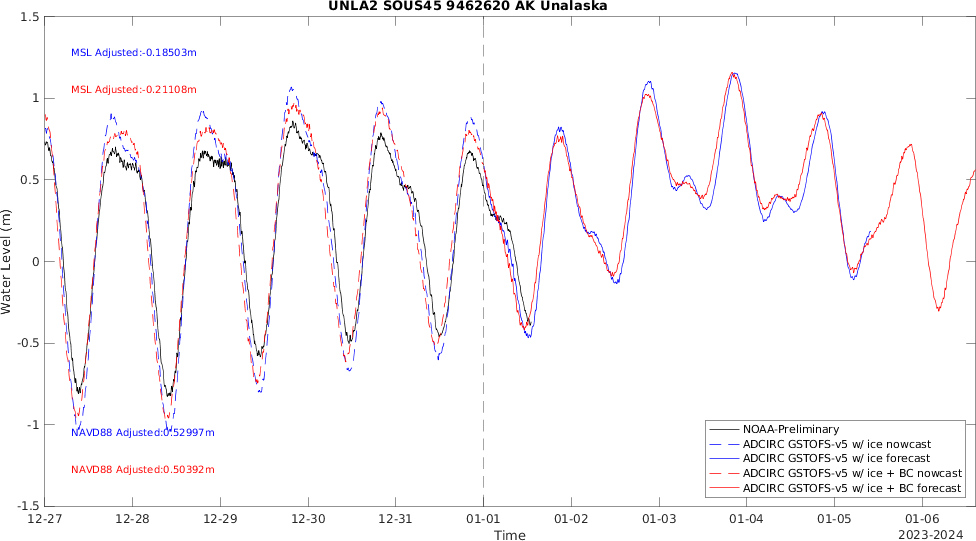 UNLA2 SOUS45 9462620 AK Unalaska
1.5
1
0.5
0
-0.5
-1
-1.5
Water Level (m)
MSL Adjusted:-0.18503m
MSL Adjusted:-0.21108m
NAVD88 Adjusted:0.52997m
NAVD88 Adjusted:0.50392m
NOAA-Preliminary
ADCIRC GSTOFS-v5 w/ ice nowcast
ADCIRC GSTOFS-v5 w/ ice forecast
ADCIRC GSTOFS-v5 w/ ice + BC nowcast
ADCIRC GSTOFS-v5 w/ ice + BC forecast
12-27 12-28 12-29 12-30 12-31 01-01 01-02 01-03 01-04 01-05 01-06
Time
2023-2024